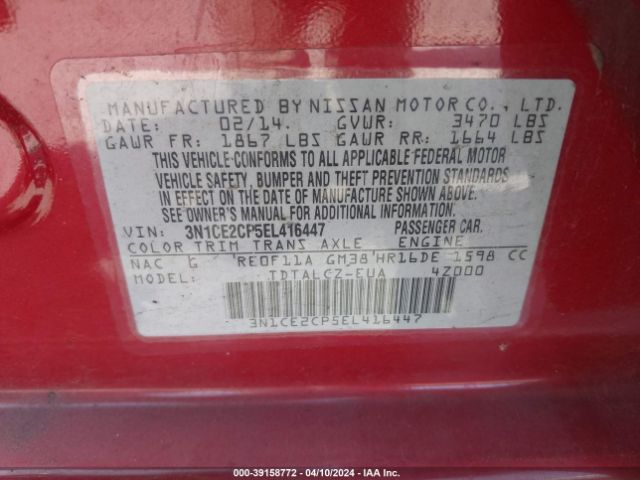 MANUFACTURED BY NISSAN MOTOR CO., LTD.
DATE: 02/14. GVWR: 3470 LBS
GAWR FR: 1867 LBS GAWR RR: 1664 LBS
THIS VEHICLE CONFORMS TO ALL APPLICABLE FEDERAL MOTOR
VEHICLE SAFETY, BUMPER AND THEFT PREVENTION STANDARDS
IN EFFECT ON THE DATE OF MANUFACTURE SHOWN ABOVE.
SEE OWNER'S MANUAL FOR ADDITIONAL INFORMATION.
VIN: 3N1CE2CP5EL416447 PASSENGER CAR.
COLOR TRIM TRANS AXLE ENGINE
NAC G RE0F11A GM38 HR16DE 1598 CC
TDTALCZ-EUA 4Z000
3N1CE2CP5EL416447
000-39158772 - 04/10/2024 - IAA Inc.